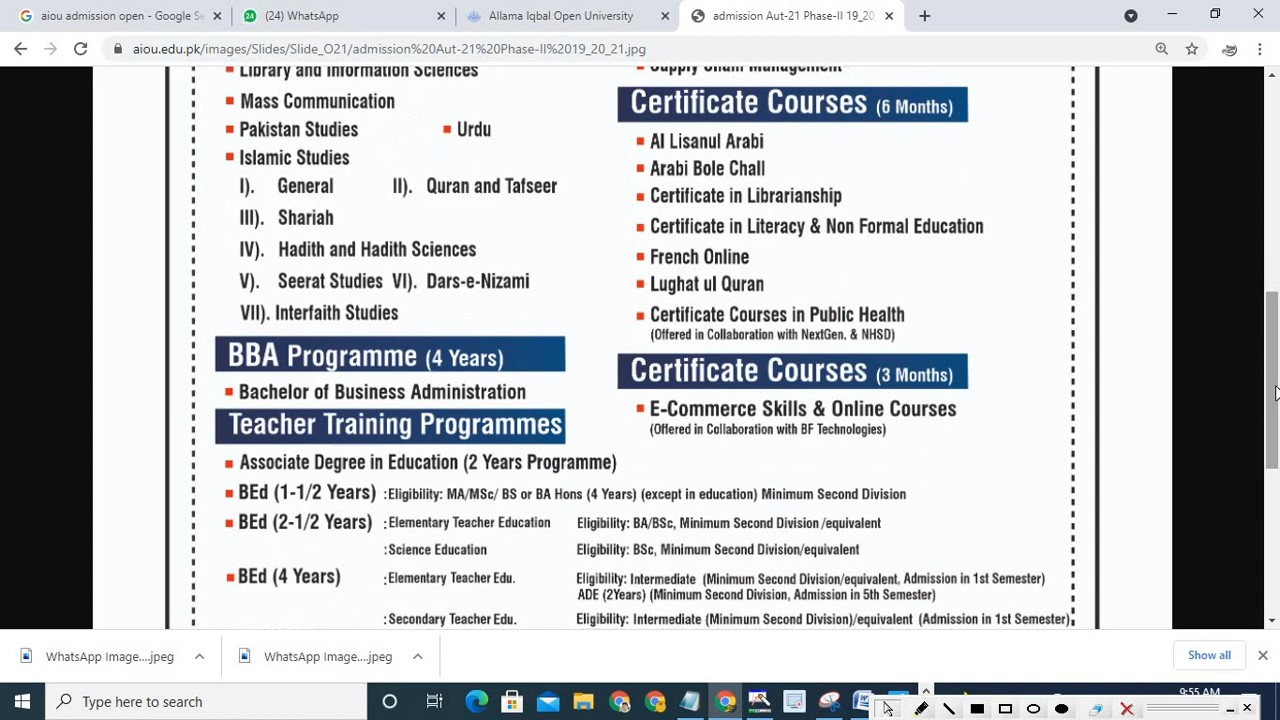 aiou admission open - Google Se
(24) WhatsApp
Allama Iqbal Open University
admission Aut-21 Phase-II 19_20_
aiou.edu.pk/images/Slides/Slide_O21/admission%20Aut-21%20Phase-II%2019_20_21.jpg
Library and Information Sciences
Mass Communication
Pakistan Studies
Urdu
Islamic Studies
I). General II). Quran and Tafseer
III). Shariah
IV). Hadith and Hadith Sciences
V). Seerat Studies VI). Dars-e-Nizami
VII). Interfaith Studies
BBA Programme (4 Years)
Bachelor of Business Administration
Supply Chain Management
Certificate Courses (6 Months)
Al Lisanul Arabi
Arabi Bole Chall
Certificate in Librarianship
Certificate in Literacy & Non Formal Education
French Online
Lughat ul Quran
Certificate Courses in Public Health
(Offered in Collaboration with NextGen. & NHSD)
Certificate Courses (3 Months)
E-Commerce Skills & Online Courses
(Offered in Collaboration with BF Technologies)
Teacher Training Programmes
Associate Degree in Education (2 Years Programme)
BEd (1-1/2 Years) :Eligibility: MA/MSc/ BS or BA Hons (4 Years) (except in education) Minimum Second Division
BEd (2-1/2 Years) :Elementary Teacher Education Eligibility: BA/BSc, Minimum Second Division /equivalent
:Science Education Eligibility: BSc, Minimum Second Division/equivalent
BEd (4 Years) :Elementary Teacher Edu. Eligibility: Intermediate (Minimum Second Division/equivalent, Admission in 1st Semester)
ADE (2Years) (Minimum Second Division, Admission in 5th Semester)
:Secondary Teacher Edu. Eligibility: Intermediate (Minimum Second Division)/equivalent (Admission in 1st Semester)
WhatsApp Image....jpeg
WhatsApp Image....jpeg
Show all
Type here to search
9:55 AM